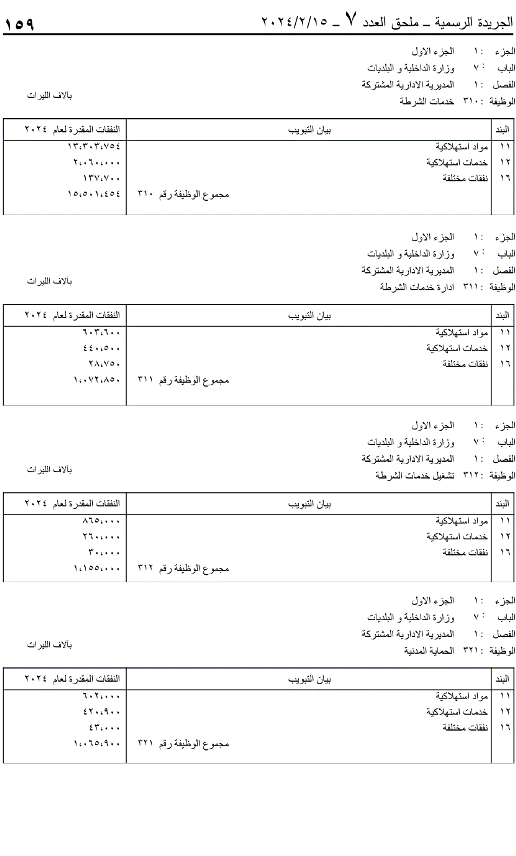 الجريدة الرسمية – ملحق العدد ٧ – ٢٠٢٤/٢/١٥ ١٥٩
الجزء : ١ الجزء الاول
الباب : ٧ وزارة الداخلية و البلديات
الفصل : ١ المديرية الادارية المشتركة
الوظيفة : ٣١٠ خدمات الشرطة
بآلاف الليرات
البند بيان التبويب النفقات المقدرة لعام ٢٠٢٤
١١ مواد استهلاكية ١٣،٣٠٣،٧٥٤
١٢ خدمات استهلاكية ٢،٠٦٠،٠٠٠
١٦ نفقات مختلفة ١٣٧،٧٠٠
مجموع الوظيفة رقم ٣١٠ ١٥،٥٠١،٤٥٤
الجزء : ١ الجزء الاول
الباب : ٧ وزارة الداخلية و البلديات
الفصل : ١ المديرية الادارية المشتركة
الوظيفة : ٣١١ ادارة خدمات الشرطة
بآلاف الليرات
البند بيان التبويب النفقات المقدرة لعام ٢٠٢٤
١١ مواد استهلاكية ٦٠٣،٦٠٠
١٢ خدمات استهلاكية ٤٤٠،٥٠٠
١٦ نفقات مختلفة ٢٨،٧٥٠
مجموع الوظيفة رقم ٣١١ ١،٠٧٢،٨٥٠
الجزء : ١ الجزء الاول
الباب : ٧ وزارة الداخلية و البلديات
الفصل : ١ المديرية الادارية المشتركة
الوظيفة : ٣١٢ تشغيل خدمات الشرطة
بآلاف الليرات
البند بيان التبويب النفقات المقدرة لعام ٢٠٢٤
١١ مواد استهلاكية ٨٦٥،٠٠٠
١٢ خدمات استهلاكية ٢٦٠،٠٠٠
١٦ نفقات مختلفة ٣٠،٠٠٠
مجموع الوظيفة رقم ٣١٢ ١،١٥٥،٠٠٠
الجزء : ١ الجزء الاول
الباب : ٧ وزارة الداخلية و البلديات
الفصل : ١ المديرية الادارية المشتركة
الوظيفة : ٣٢١ الحماية المدنية
بآلاف الليرات
البند بيان التبويب النفقات المقدرة لعام ٢٠٢٤
١١ مواد استهلاكية ٦٠٢،٠٠٠
١٢ خدمات استهلاكية ٤٢٠،٩٠٠
١٦ نفقات مختلفة ٤٣،٠٠٠
مجموع الوظيفة رقم ٣٢١ ١،٠٦٥،٩٠٠